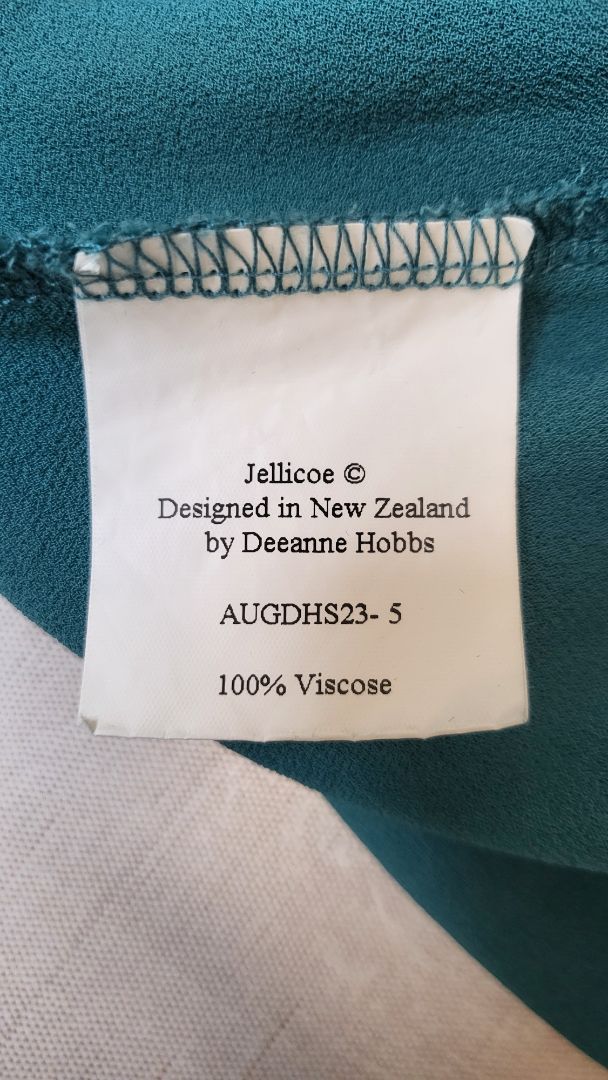 Jellicoe ©
Designed in New Zealand
by Deeanne Hobbs
AUGDHS23- 5
100% Viscose